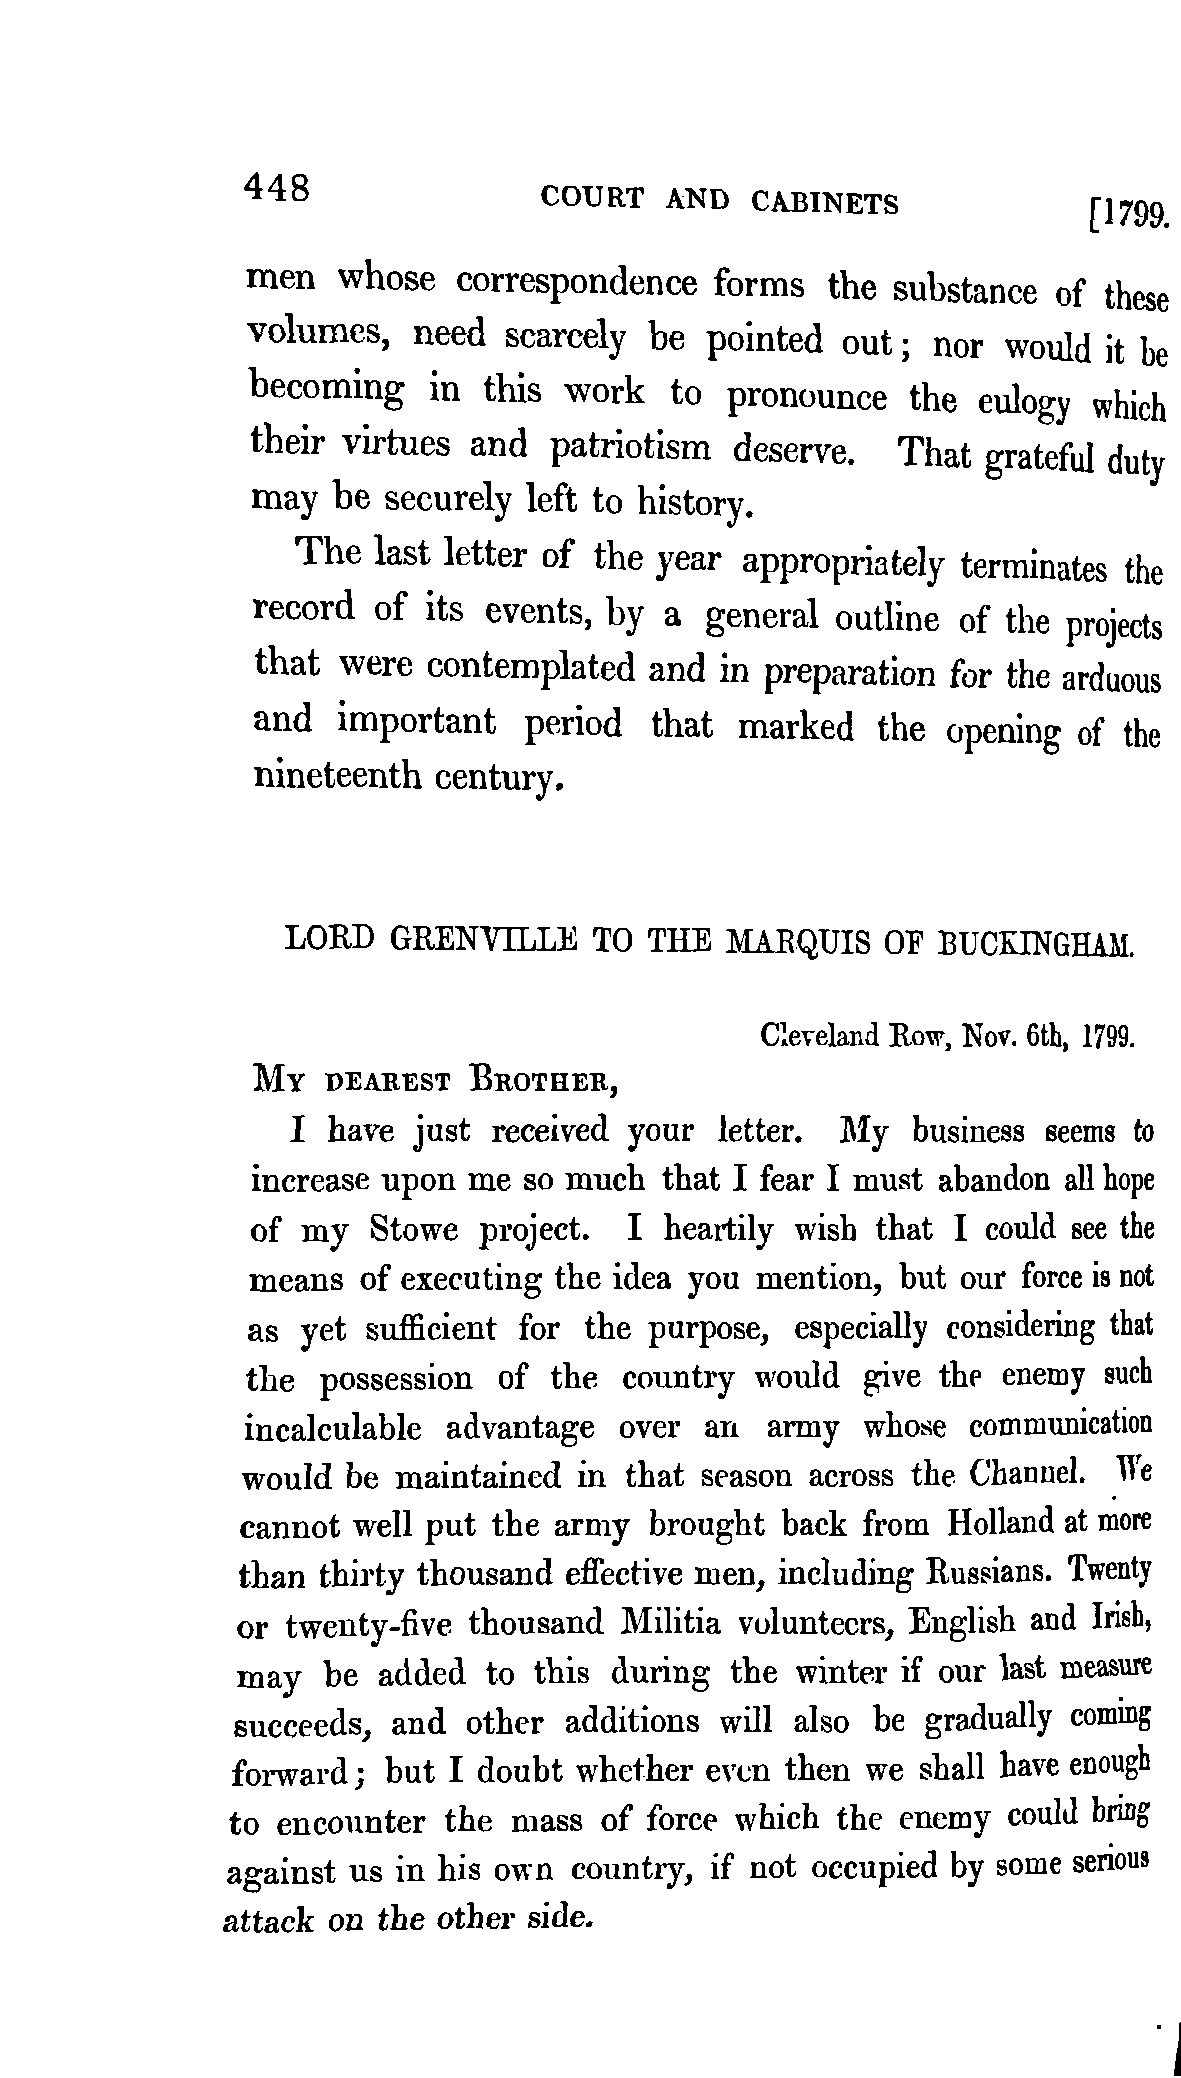 448 COURT AND CABINETS [1799.
men whose correspondence forms the substance of these
volumes, need scarcely be pointed out; nor would it be
becoming in this work to pronounce the eulogy which
their virtues and patriotism deserve. That grateful duty
may be securely left to history.
The last letter of the year appropriately terminates the
record of its events, by a general outline of the projects
that were contemplated and in preparation for the arduous
and important period that marked the opening of the
nineteenth century.
LORD GRENVILLE TO THE MARQUIS OF BUCKINGHAM.
Cleveland Row, Nov. 6th, 1799.
MY DEAREST BROTHER,
I have just received your letter. My business seems to
increase upon me so much that I fear I must abandon all hope
of my Stowe project. I heartily wish that I could see the
means of executing the idea you mention, but our force is not
as yet sufficient for the purpose, especially considering that
the possession of the country would give the enemy such
incalculable advantage over an army whose communication
would be maintained in that season across the Channel. We
cannot well put the army brought back from Holland at more
than thirty thousand effective men, including Russians. Twenty
or twenty-five thousand Militia volunteers, English and Irish,
may be added to this during the winter if our last measure
succeeds, and other additions will also be gradually coming
forward; but I doubt whether even then we shall have enough
to encounter the mass of force which the enemy could bring
against us in his own country, if not occupied by some serious
attack on the other side.